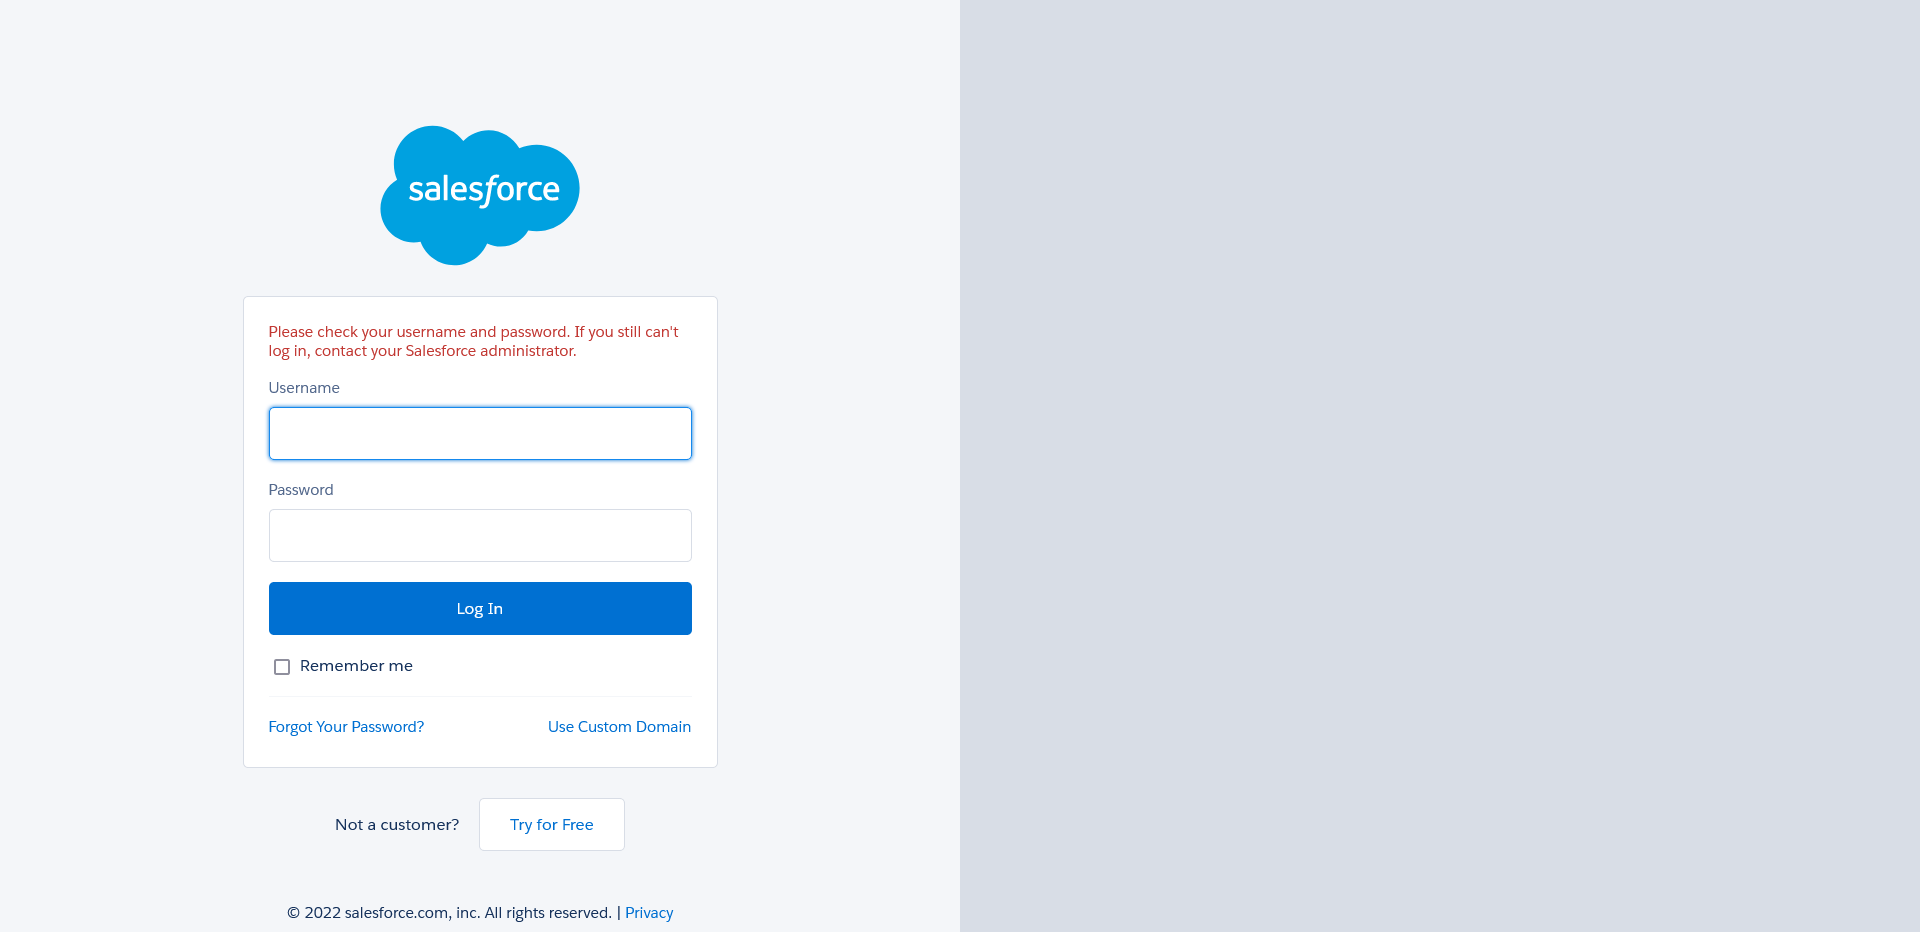 salesforce
Please check your username and password. If you still can't
log in, contact your Salesforce administrator.
Username
Password
Log In
Remember me
Forgot Your Password? Use Custom Domain
Not a customer? Try for Free
© 2022 salesforce.com, inc. All rights reserved. | Privacy